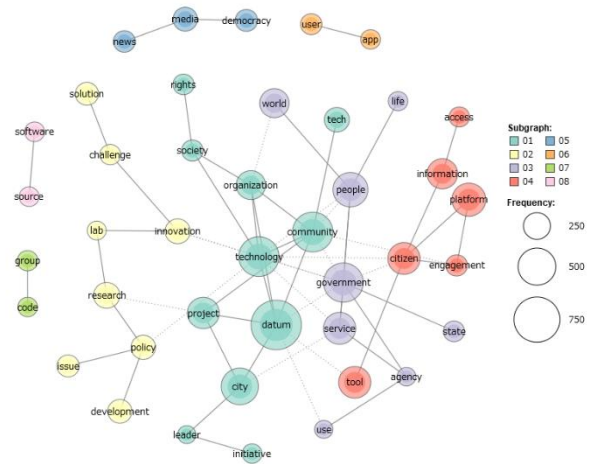 media
democracy
news
user
app
solution
rights
world
life
access
tech
software
challenge
society
information
source
organization
people
platform
lab
innovation
community
technology
citizen
engagement
group
research
government
code
project
datum
service
state
policy
issue
city
tool
agency
development
leader
use
initiative
Subgraph:
01 05
02 06
03 07
04 08
Frequency:
250
500
750